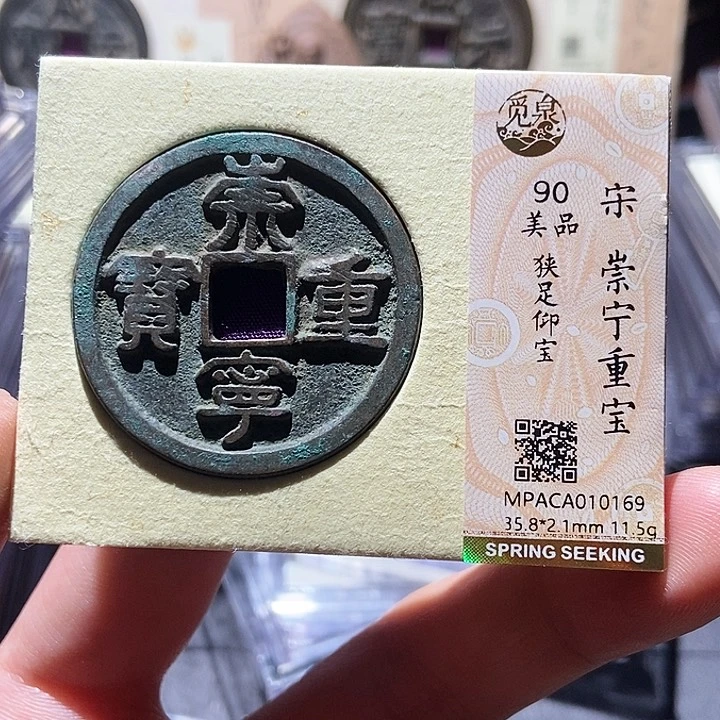 崇
重
寧
寶
觅泉
90
美品
狭足仰宝
宋 崇宁重宝
MPACA010169
35.8*2.1mm 11.5g
SPRING SEEKING